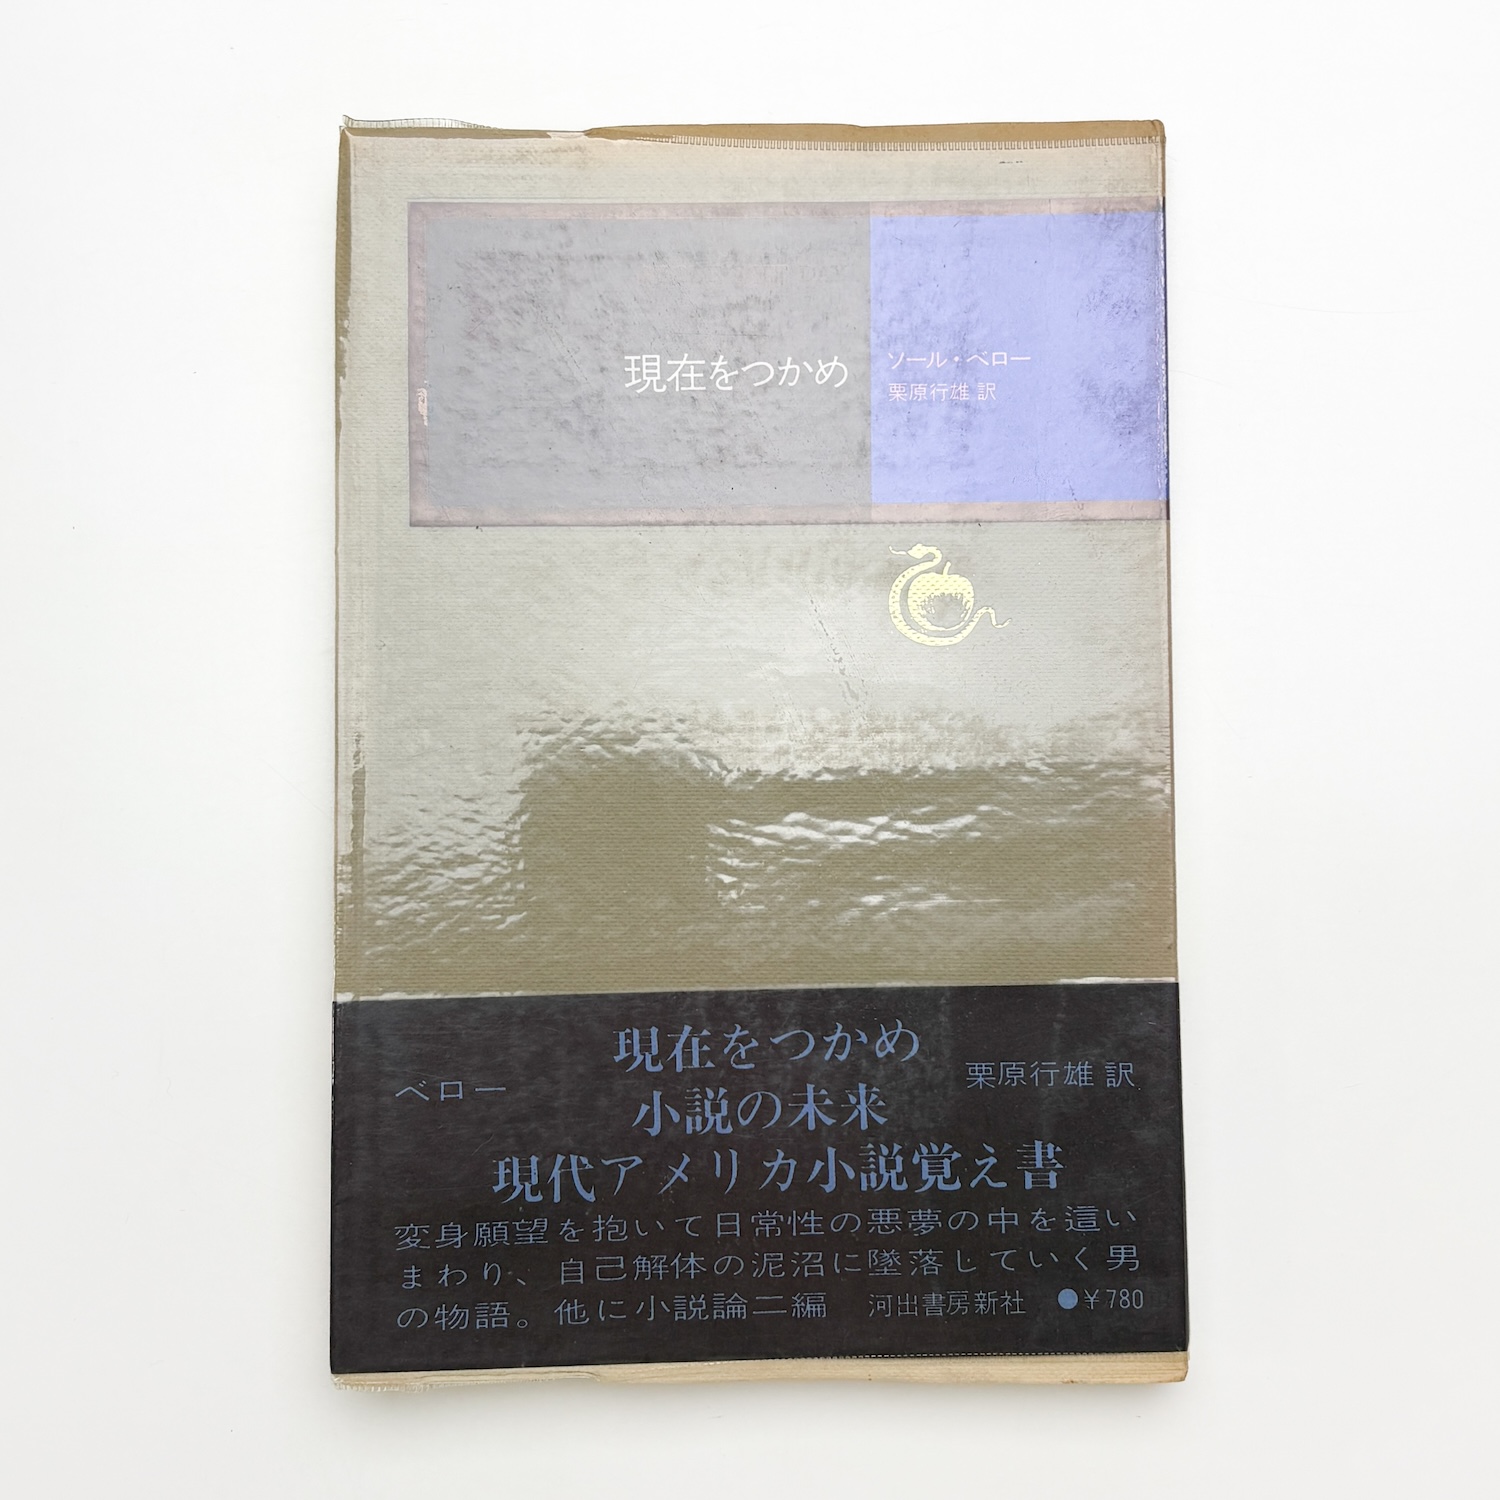 現在をつかめ
ソール・ベロー
栗原行雄 訳
現在をつかめ
ベロー
栗原行雄 訳
小説の未来
現代アメリカ小説覚え書
変身願望を抱いて日常性の悪夢の中を這い
まわり、自己解体の泥沼に墜落していく男
の物語。他に小説論二編 河出書房新社 ●¥780